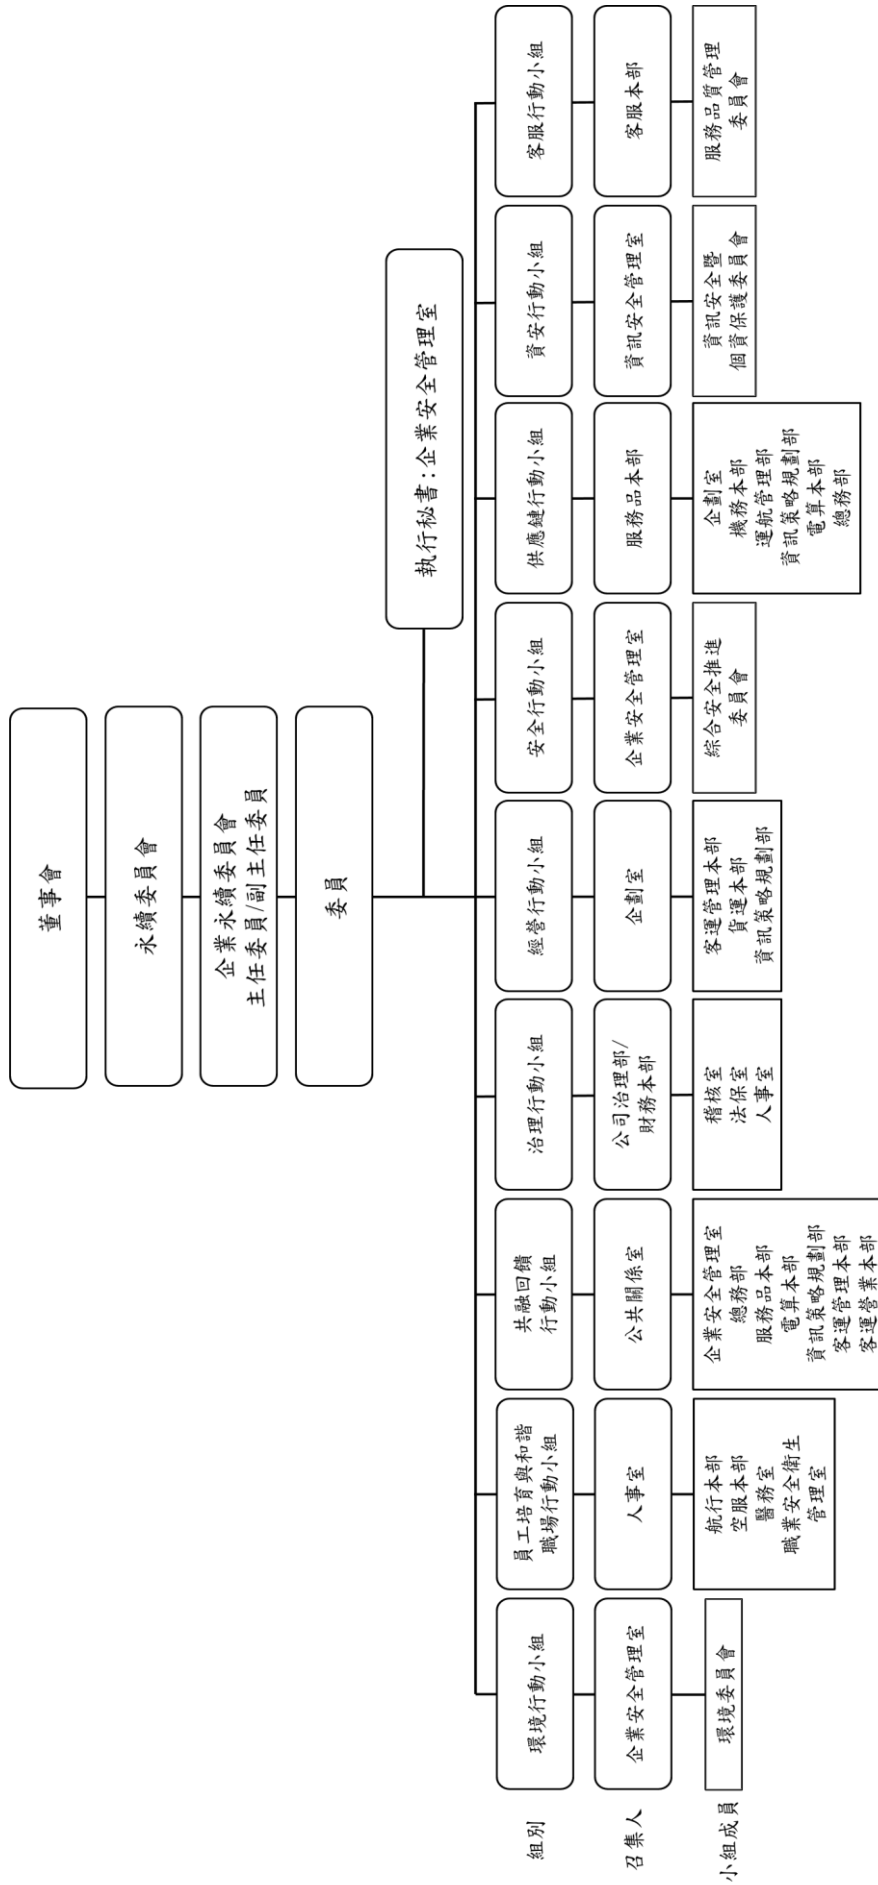 董事會
永續委員會
企業永續委員會
主任委員/副主任委員
委員
執行秘書：企業安全管理室
組別
環境行動小組
員工培育與和諧
職場行動小組
共融回饋
行動小組
治理行動小組
經營行動小組
安全行動小組
供應鏈行動小組
資安行動小組
客服行動小組
召集人
企業安全管理室
人事室
公共關係室
公司治理部/
財務本部
企劃室
企業安全管理室
服務品本部
資訊安全管理室
客服本部
小組成員
環境委員會
航行本部
空服本部
醫務室
職業安全衛生
管理室
企業安全管理室
總務部
服務品本部
電算本部
資訊策略規劃部
客運管理本部
客運營業本部
稽核室
法保室
人事室
客運管理本部
貨運本部
資訊策略規劃部
綜合安全推進
委員會
企劃室
機務本部
運航管理部
資訊策略規劃部
電算本部
總務部
資訊安全暨
個資保護委員會
服務品質管理
委員會